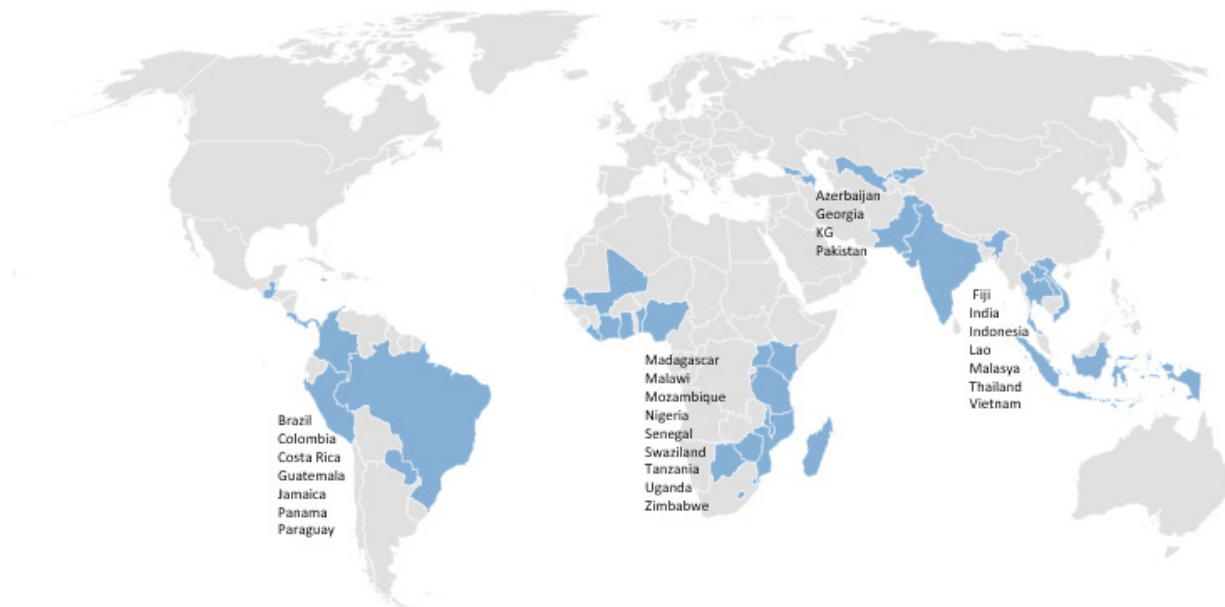 Azerbaijan
Georgia
KG
Pakistan
Fiji
India
Indonesia
Lao
Malasya
Thailand
Vietnam
Madagascar
Malawi
Mozambique
Nigeria
Senegal
Swaziland
Tanzania
Uganda
Zimbabwe
Brazil
Colombia
Costa Rica
Guatemala
Jamaica
Panama
Paraguay